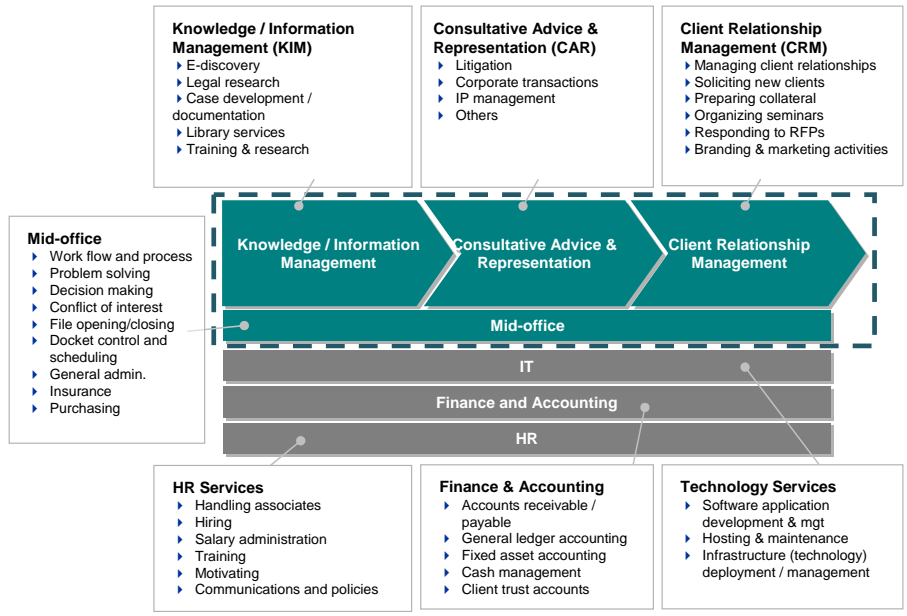 Knowledge / Information
Management (KIM)
E-discovery
Legal research
Case development /
documentation
Library services
Training & research
Consultative Advice &
Representation (CAR)
Litigation
Corporate transactions
IP management
Others
Client Relationship
Management (CRM)
Managing client relationships
Soliciting new clients
Preparing collateral
Organizing seminars
Responding to RFPs
Branding & marketing activities
Mid-office
Work flow and process
Problem solving
Decision making
Conflict of interest
File opening/closing
Docket control and
scheduling
General admin.
Insurance
Purchasing
Knowledge / Information
Management
Consultative Advice &
Representation
Client Relationship
Management
Mid-office
IT
Finance and Accounting
HR
HR Services
Handling associates
Hiring
Salary administration
Training
Motivating
Communications and policies
Finance & Accounting
Accounts receivable /
payable
General ledger accounting
Fixed asset accounting
Cash management
Client trust accounts
Technology Services
Software application
development & mgt
Hosting & maintenance
Infrastructure (technology)
deployment / management